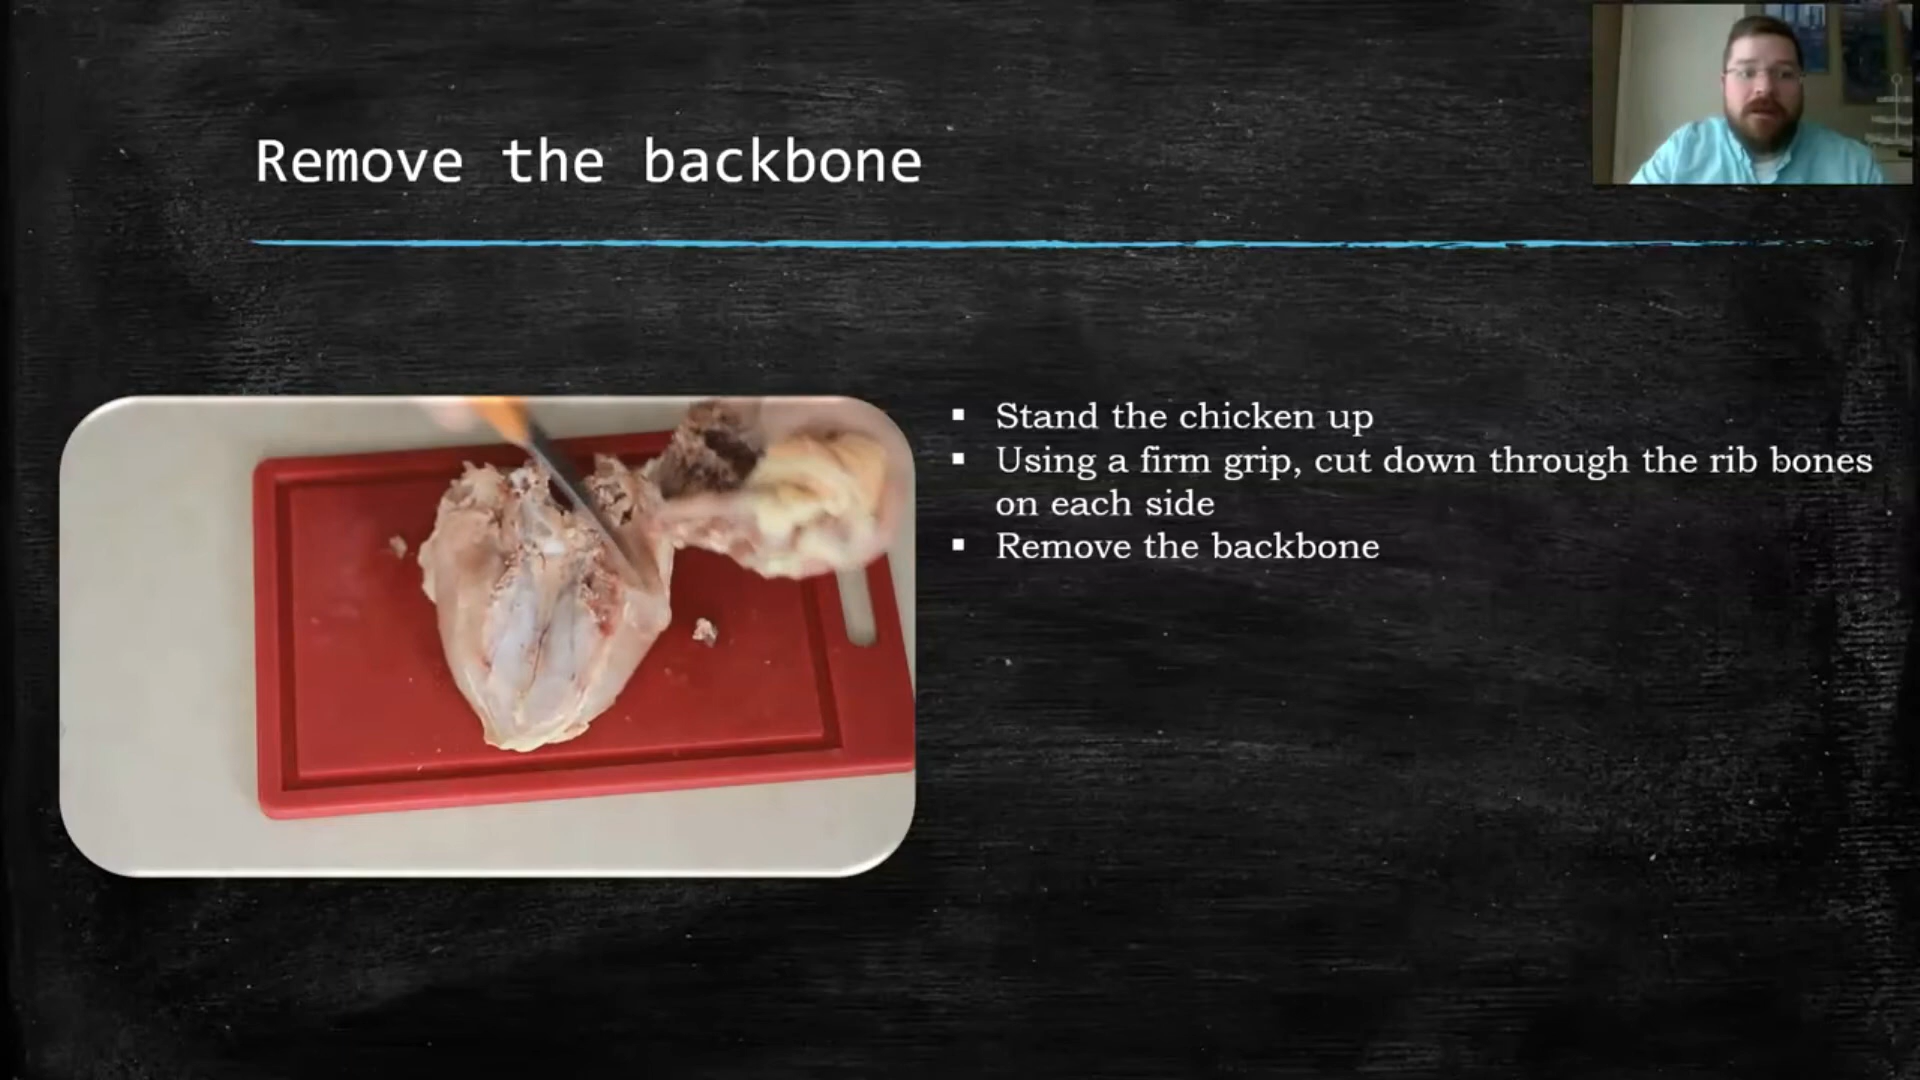 Remove the backbone
▪ Stand the chicken up
▪ Using a firm grip, cut down through the rib bones
on each side
▪ Remove the backbone